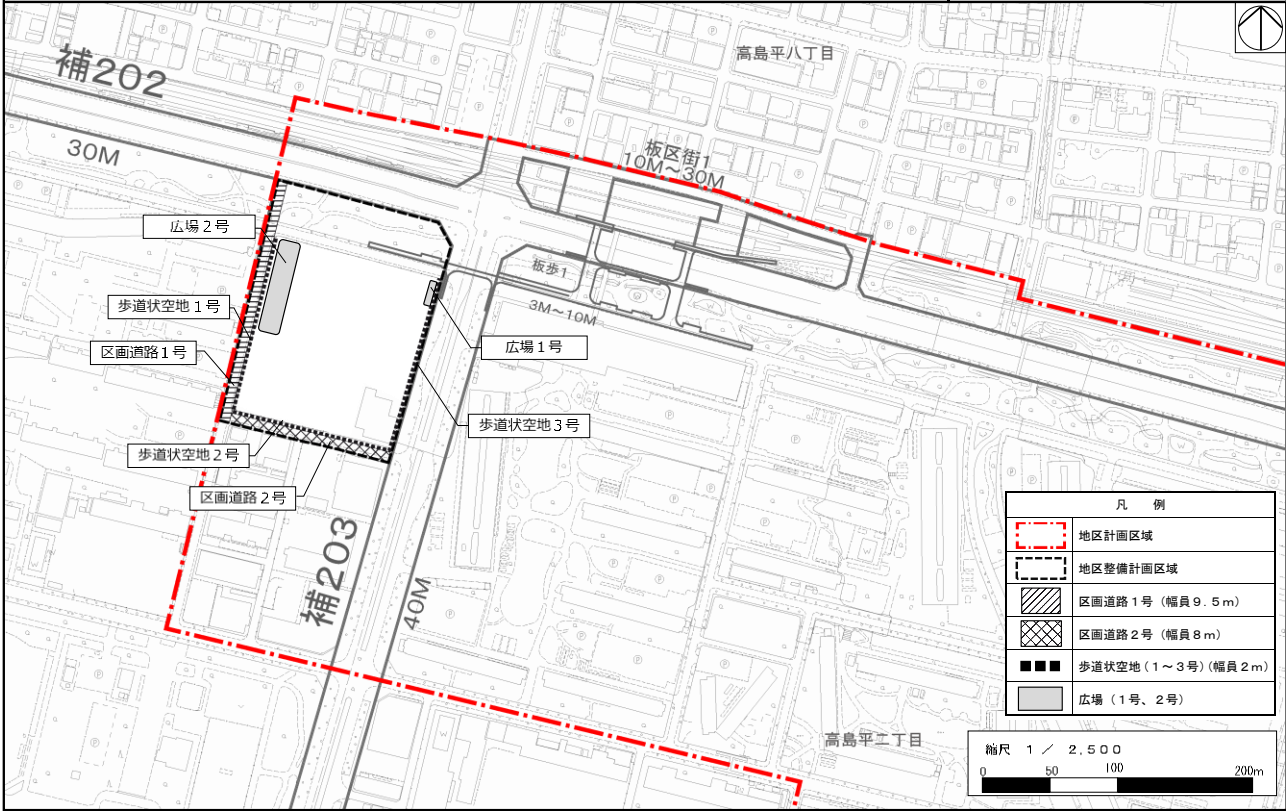 高島平八丁目
補202
30M
板区街1
10M～30M
広場２号
板歩1
3M～10M
歩道状空地１号
区画道路１号
広場１号
歩道状空地３号
歩道状空地２号
区画道路２号
補203
40M
高島平二丁目
凡 例
地区計画区域
地区整備計画区域
区画道路１号（幅員９.５ｍ）
区画道路２号（幅員８ｍ）
歩道状空地（１～３号）（幅員２ｍ）
広場（１号、２号）
縮尺 １ ／ ２,５００
0 50 100 200m